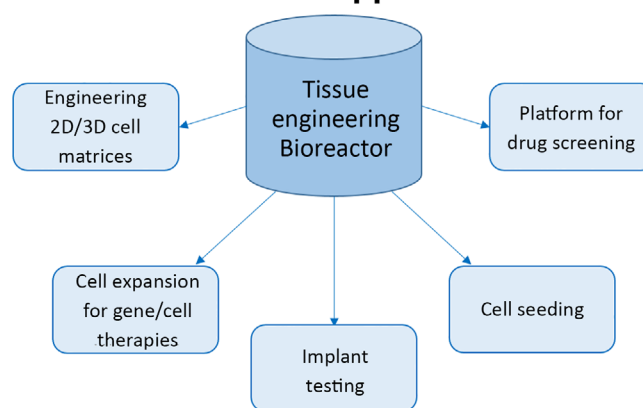 Tissue
engineering
Bioreactor
Engineering
2D/3D cell
matrices
Platform for
drug screening
Cell expansion
for gene/cell
therapies
Implant
testing
Cell seeding